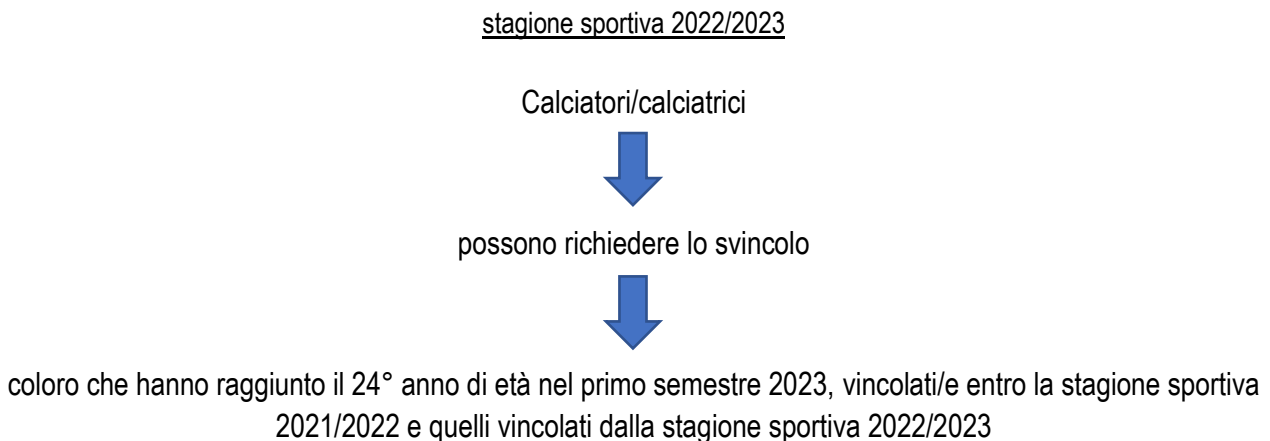 stagione sportiva 2022/2023
Calciatori/calciatrici
possono richiedere lo svincolo
coloro che hanno raggiunto il 24° anno di età nel primo semestre 2023, vincolati/e entro la stagione sportiva
2021/2022 e quelli vincolati dalla stagione sportiva 2022/2023